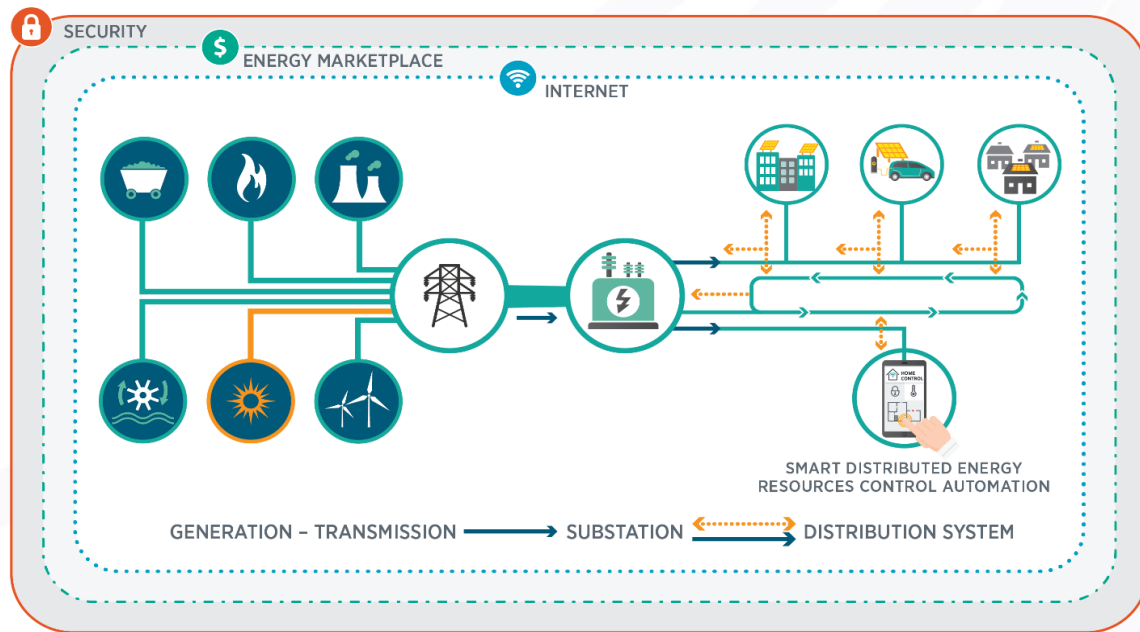 SECURITY
$
ENERGY MARKETPLACE
INTERNET
HOME
CONTROL
SMART DISTRIBUTED ENERGY
RESOURCES CONTROL AUTOMATION
GENERATION – TRANSMISSION SUBSTATION DISTRIBUTION SYSTEM